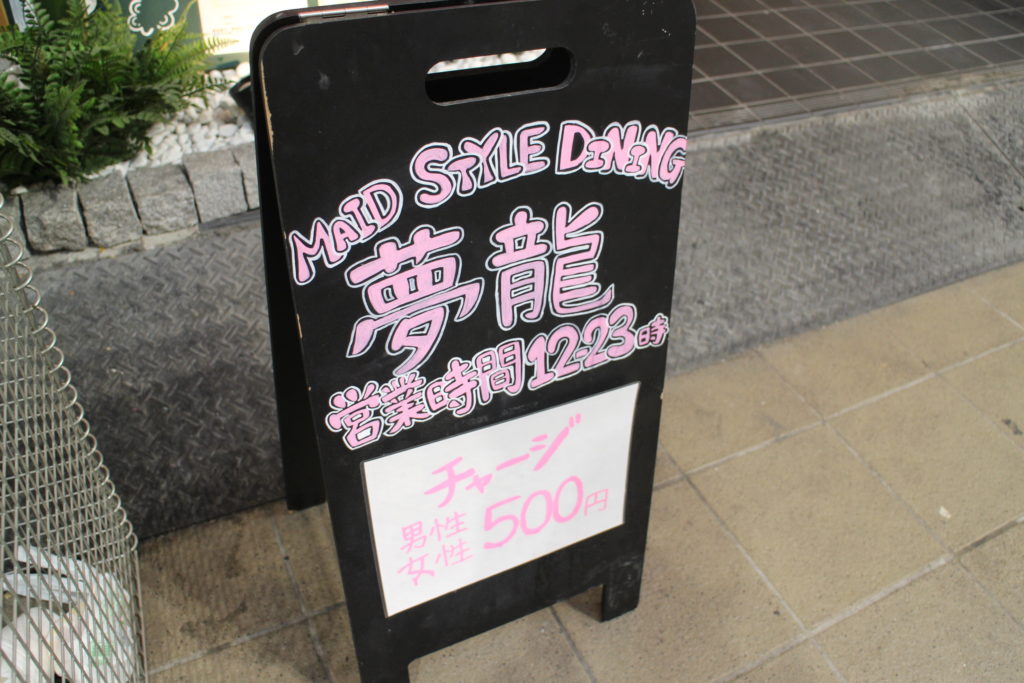 MAID STYLE DINING
夢龍
営業時間12-23時
チャージ
男性
女性 500円